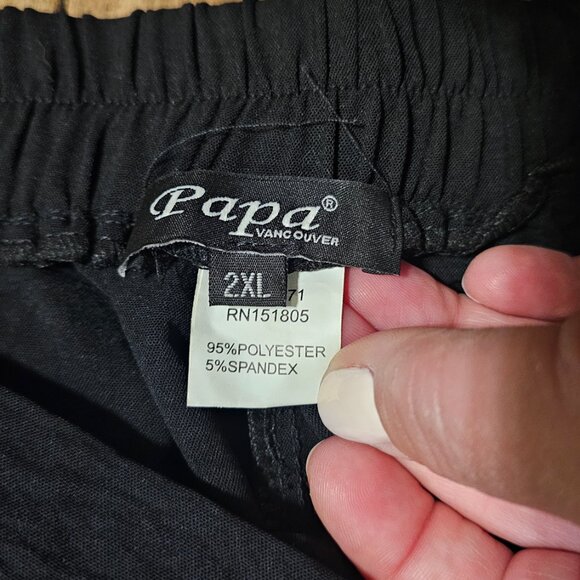 Papa®
VANCOUVER
2XL
71
RN151805
95%POLYESTER
5%SPANDEX